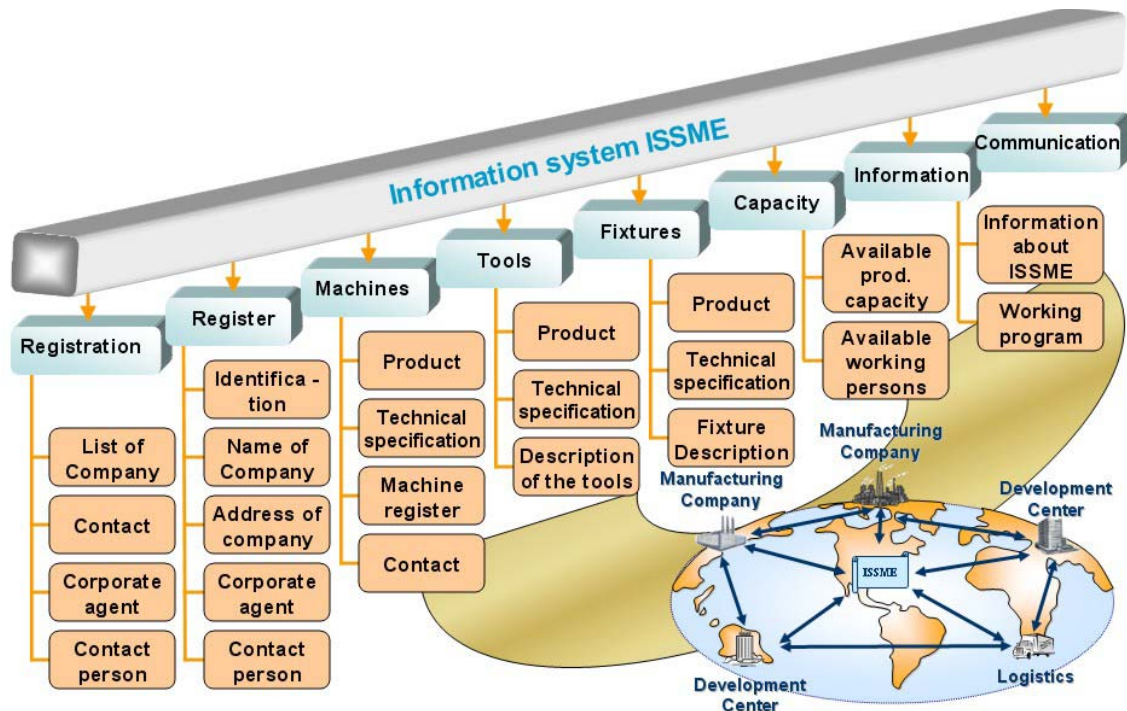 Information system ISSME
Registration
List of
Company
Contact
Corporate
agent
Contact
person
Register
Identifica -
tion
Name of
Company
Address of
company
Corporate
agent
Contact
person
Machines
Product
Technical
specification
Machine
register
Contact
Tools
Product
Technical
specification
Description
of the tools
Fixtures
Product
Technical
specification
Fixture
Description
Capacity
Available
prod.
capacity
Available
working
persons
Information
Information
about
ISSME
Working
program
Communication
Manufacturing
Company
Manufacturing
Company
Development
Center
ISSME
Development
Center
Logistics